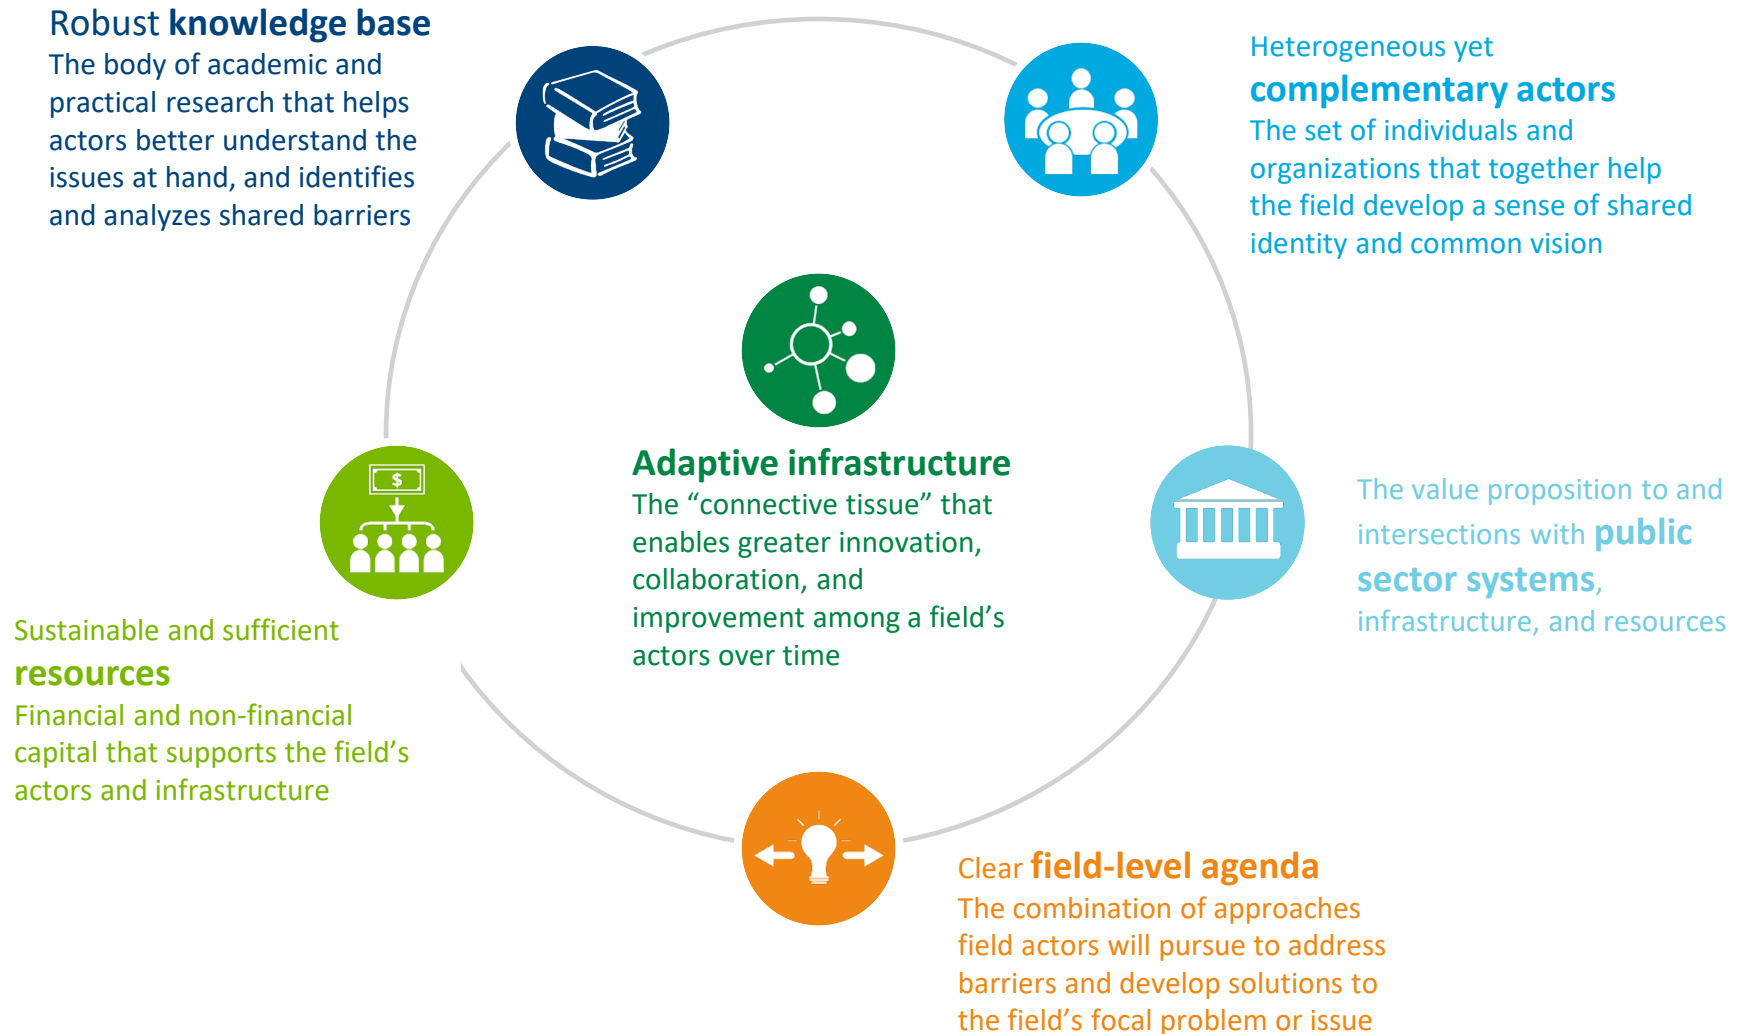 Robust knowledge base
The body of academic and
practical research that helps
actors better understand the
issues at hand, and identifies
and analyzes shared barriers
Heterogeneous yet
complementary actors
The set of individuals and
organizations that together help
the field develop a sense of shared
identity and common vision
Adaptive infrastructure
The “connective tissue” that
enables greater innovation,
collaboration, and
improvement among a field’s
actors over time
The value proposition to and
intersections with public
sector systems,
infrastructure, and resources
$
Sustainable and sufficient
resources
Financial and non-financial
capital that supports the field’s
actors and infrastructure
Clear field-level agenda
The combination of approaches
field actors will pursue to address
barriers and develop solutions to
the field’s focal problem or issue